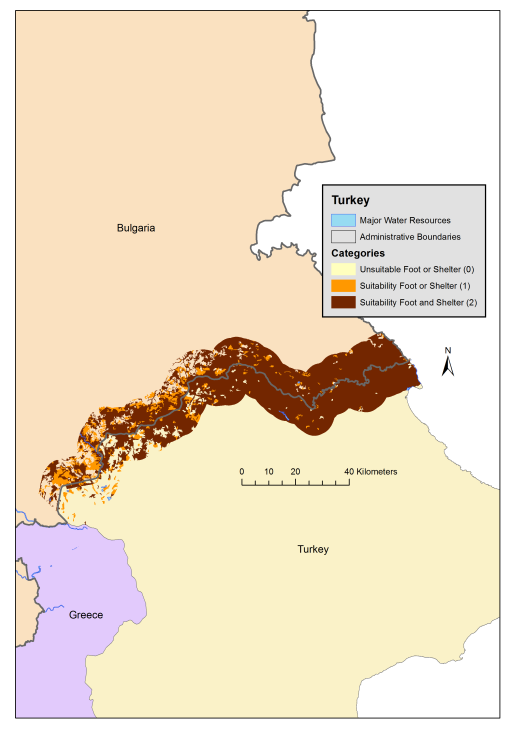 Turkey
Major Water Resources
Administrative Boundaries
Categories
Unsuitable Foot or Shelter (0)
Suitability Foot or Shelter (1)
Suitability Foot and Shelter (2)
Bulgaria
N
0 10 20 40 Kilometers
Turkey
Greece